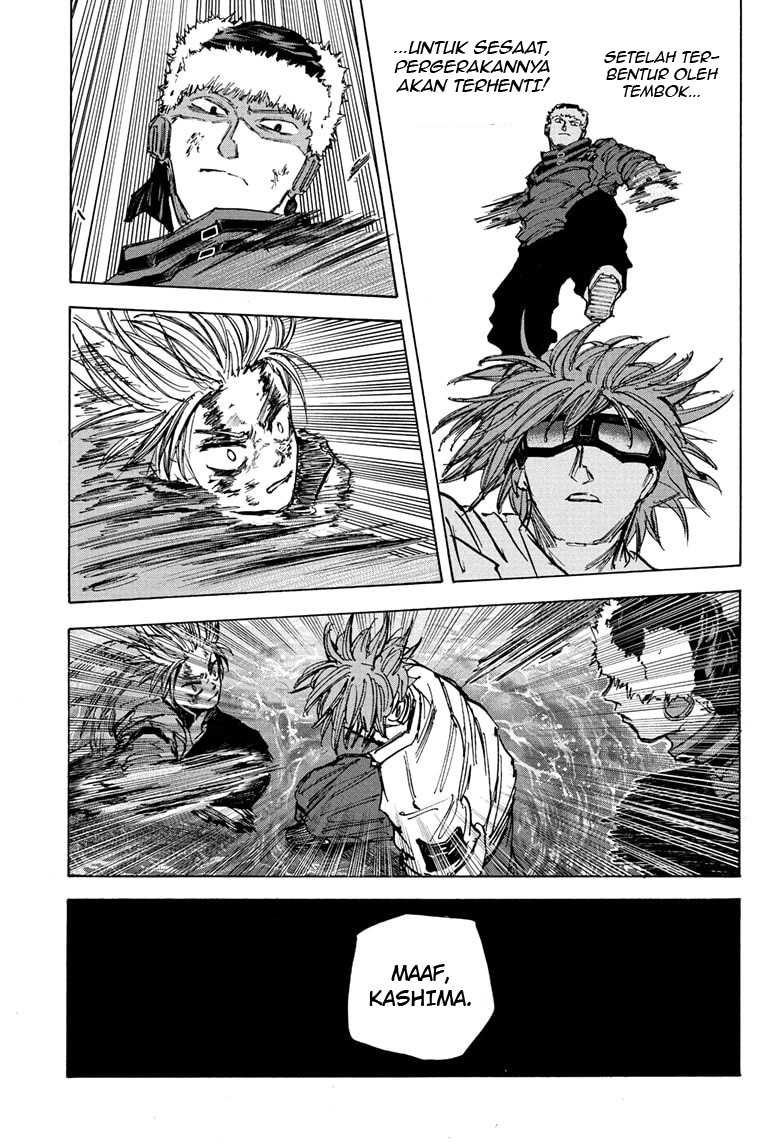 SETELAH TER-
BENTUR OLEH
TEMBOK...
...UNTUK SESAAT,
PERGERAKANNYA
AKAN TERHENTI!
MAAF,
KASHIMA.